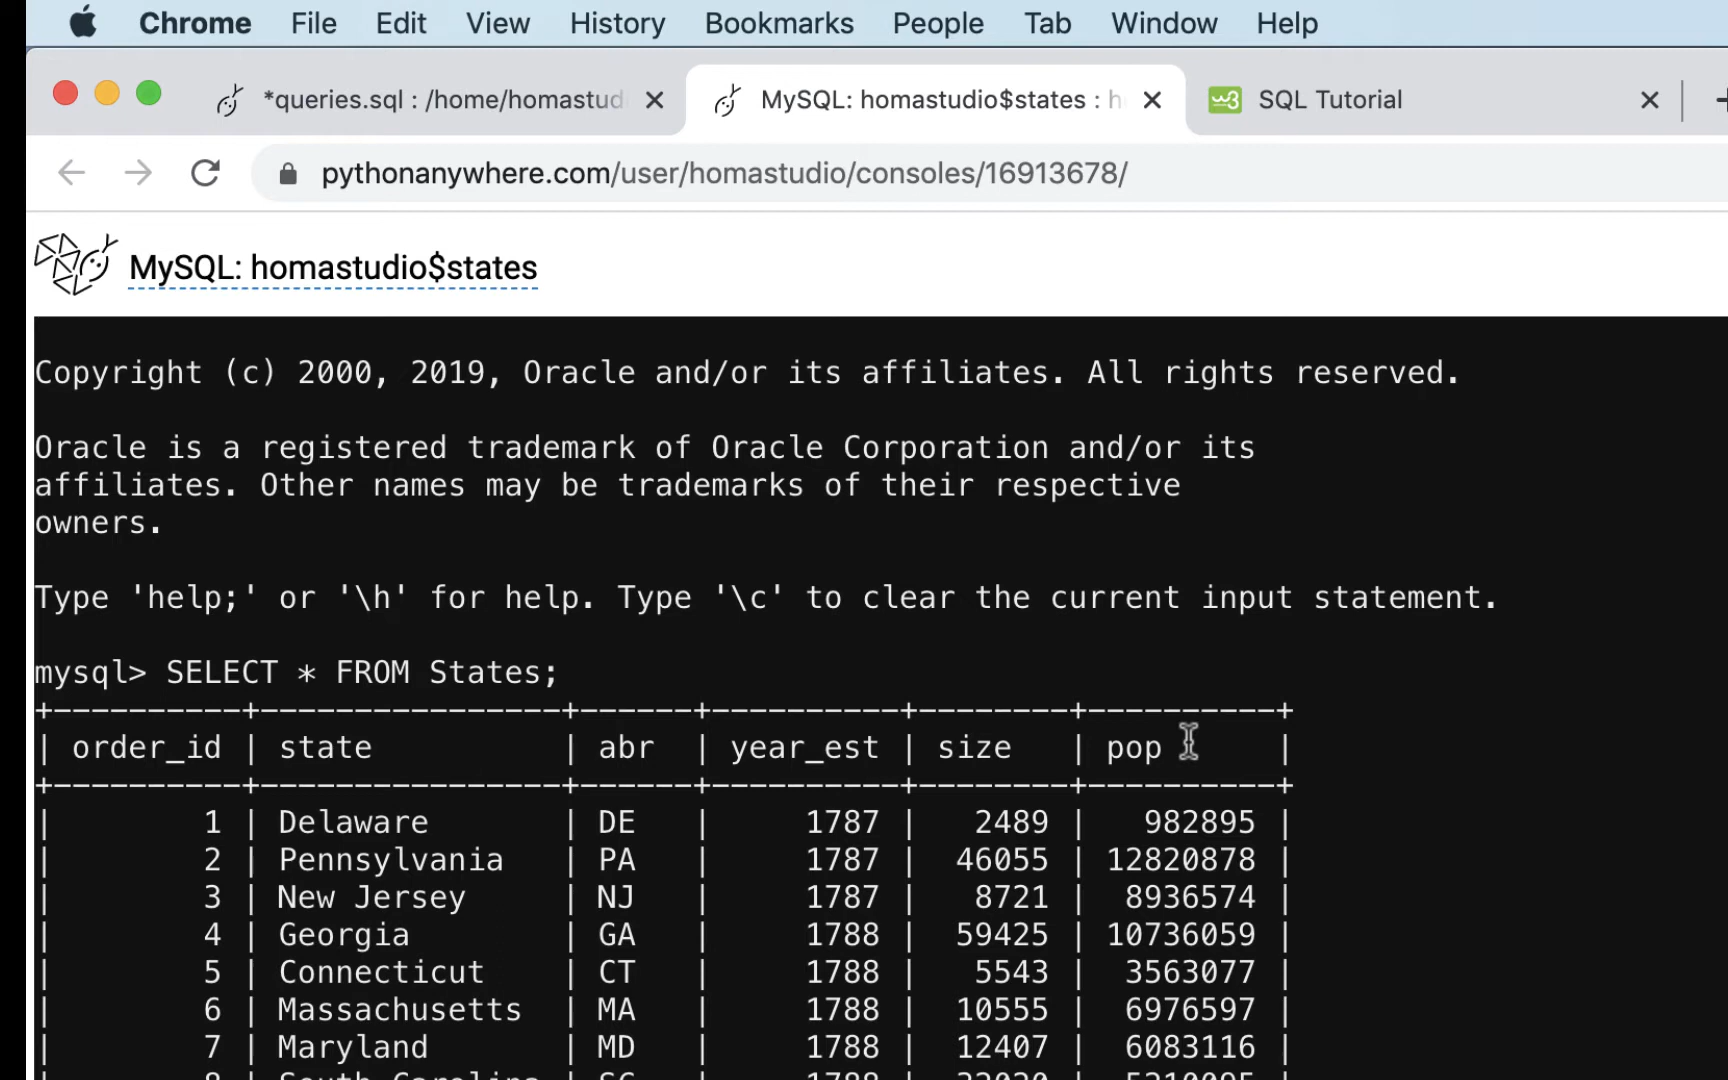 Chrome File Edit View History Bookmarks People Tab Window Help
*queries.sql : /home/homastud
MySQL: homastudio$states : h
w3 SQL Tutorial
pythonanywhere.com/user/homastudio/consoles/16913678/
MySQL: homastudio$states
Copyright (c) 2000, 2019, Oracle and/or its affiliates. All rights reserved.
Oracle is a registered trademark of Oracle Corporation and/or its
affiliates. Other names may be trademarks of their respective
owners.
Type 'help;' or '\h' for help. Type '\c' to clear the current input statement.
mysql> SELECT * FROM States;
+----------+---------------+------+----------+--------+----------+
| order_id | state | abr | year_est | size | pop |
+----------+---------------+------+----------+--------+----------+
| 1 | Delaware | DE | 1787 | 2489 | 982895 |
| 2 | Pennsylvania | PA | 1787 | 46055 | 12820878 |
| 3 | New Jersey | NJ | 1787 | 8721 | 8936574 |
| 4 | Georgia | GA | 1788 | 59425 | 10736059 |
| 5 | Connecticut | CT | 1788 | 5543 | 3563077 |
| 6 | Massachusetts | MA | 1788 | 10555 | 6976597 |
| 7 | Maryland | MD | 1788 | 12407 | 6083116 |
| 8 | South Carolina | SC | 1788